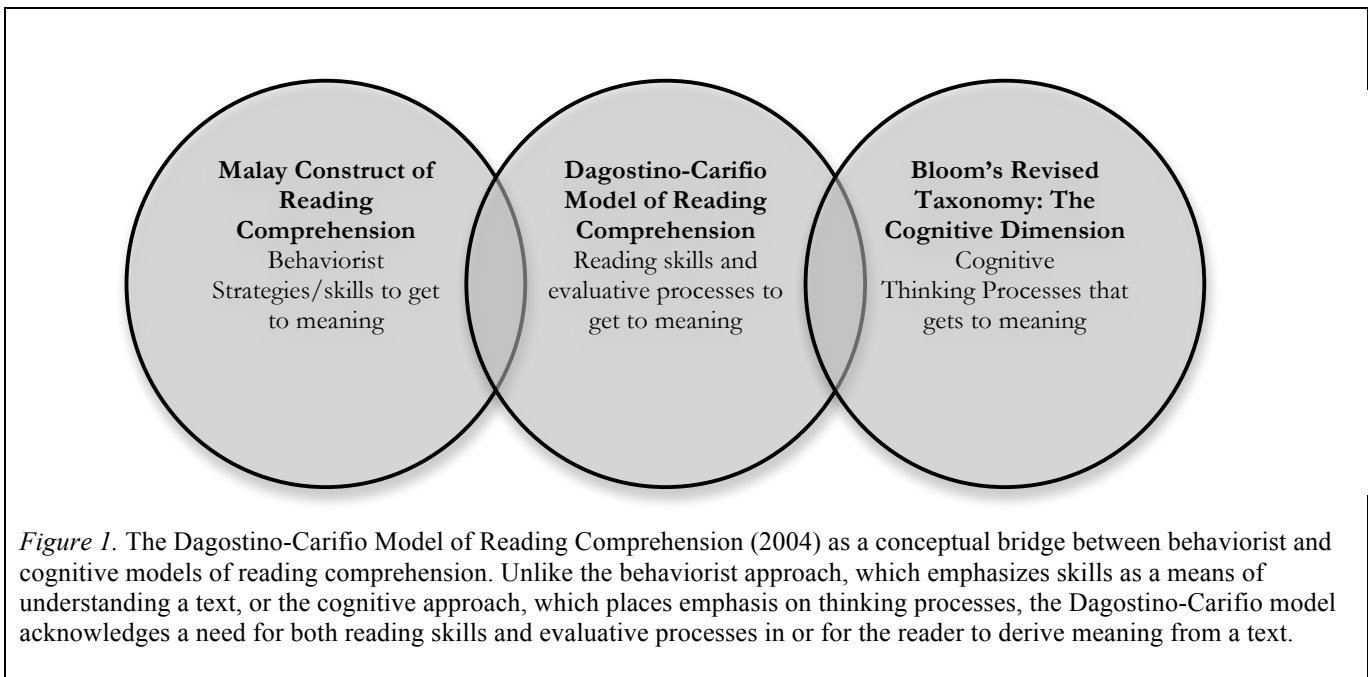 Malay Construct of
Reading
Comprehension
Behaviorist
Strategies/skills to get
to meaning
Dagostino-Carifio
Model of Reading
Comprehension
Reading skills and
evaluative processes to
get to meaning
Bloom’s Revised
Taxonomy: The
Cognitive Dimension
Cognitive
Thinking Processes that
gets to meaning
Figure 1. The Dagostino-Carifio Model of Reading Comprehension (2004) as a conceptual bridge between behaviorist and
cognitive models of reading comprehension. Unlike the behaviorist approach, which emphasizes skills as a means of
understanding a text, or the cognitive approach, which places emphasis on thinking processes, the Dagostino-Carifio model
acknowledges a need for both reading skills and evaluative processes in or for the reader to derive meaning from a text.